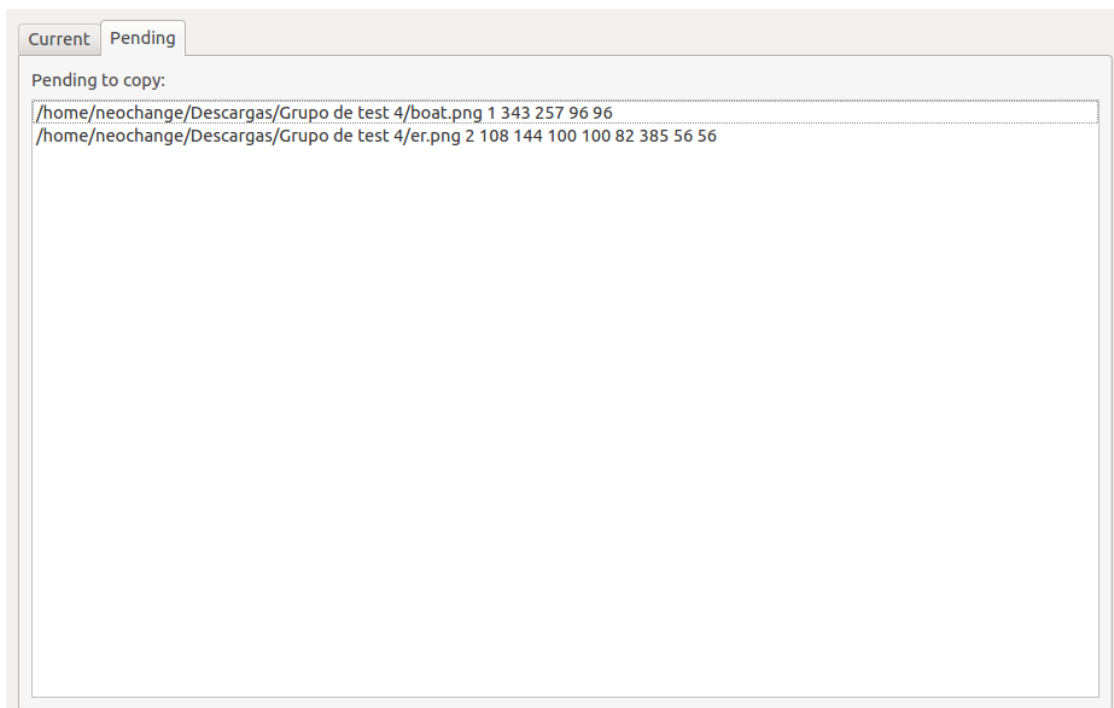 Current Pending
Pending to copy:
/home/neochange/Descargas/Grupo de test 4/boat.png 1 343 257 96 96
/home/neochange/Descargas/Grupo de test 4/er.png 2 108 144 100 100 82 385 56 56